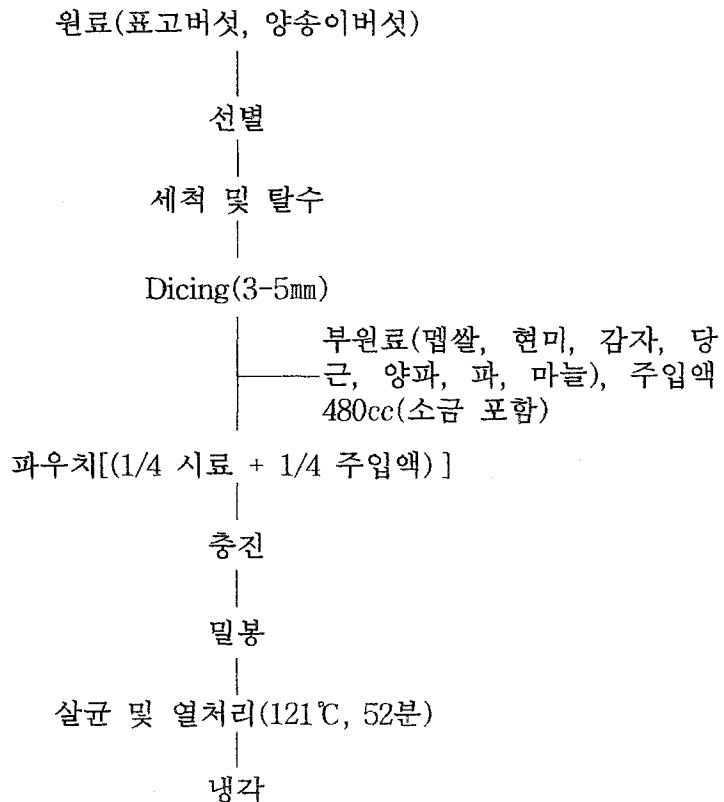 원료(표고버섯, 양송이버섯)
선별
세척 및 탈수
Dicing(3-5㎜)
부원료(멥쌀, 현미, 감자, 당
근, 양파, 파, 마늘), 주입액
480cc(소금 포함)
파우치[(1/4 시료 + 1/4 주입액) ]
충진
밀봉
살균 및 열처리(121℃, 52분)
냉각